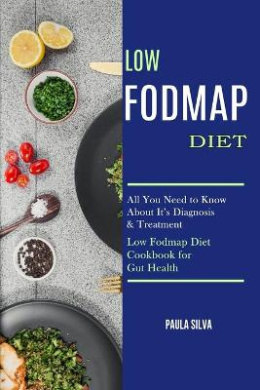 LOW
FODMAP
DIET
All You Need to Know
About It's Diagnosis
& Treatment
Low Fodmap Diet
Cookbook for
Gut Health
PAULA SILVA